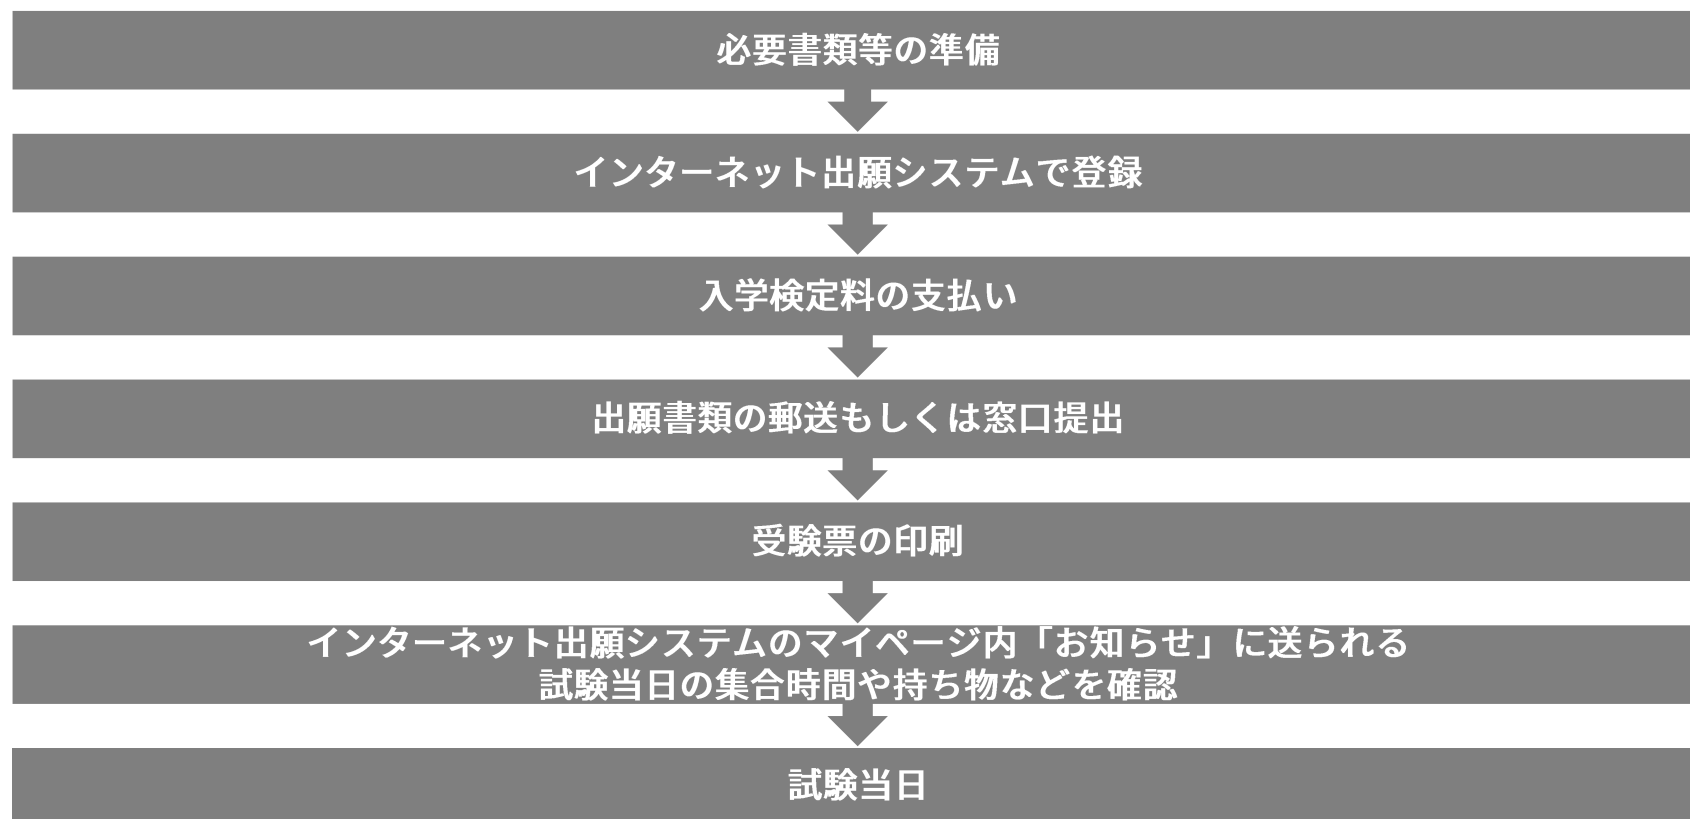 必要書類等の準備
インターネット出願システムで登録
入学検定料の支払い
出願書類の郵送もしくは窓口提出
受験票の印刷
インターネット出願システムのマイページ内「お知らせ」に送られる
試験当日の集合時間や持ち物などを確認
試験当日